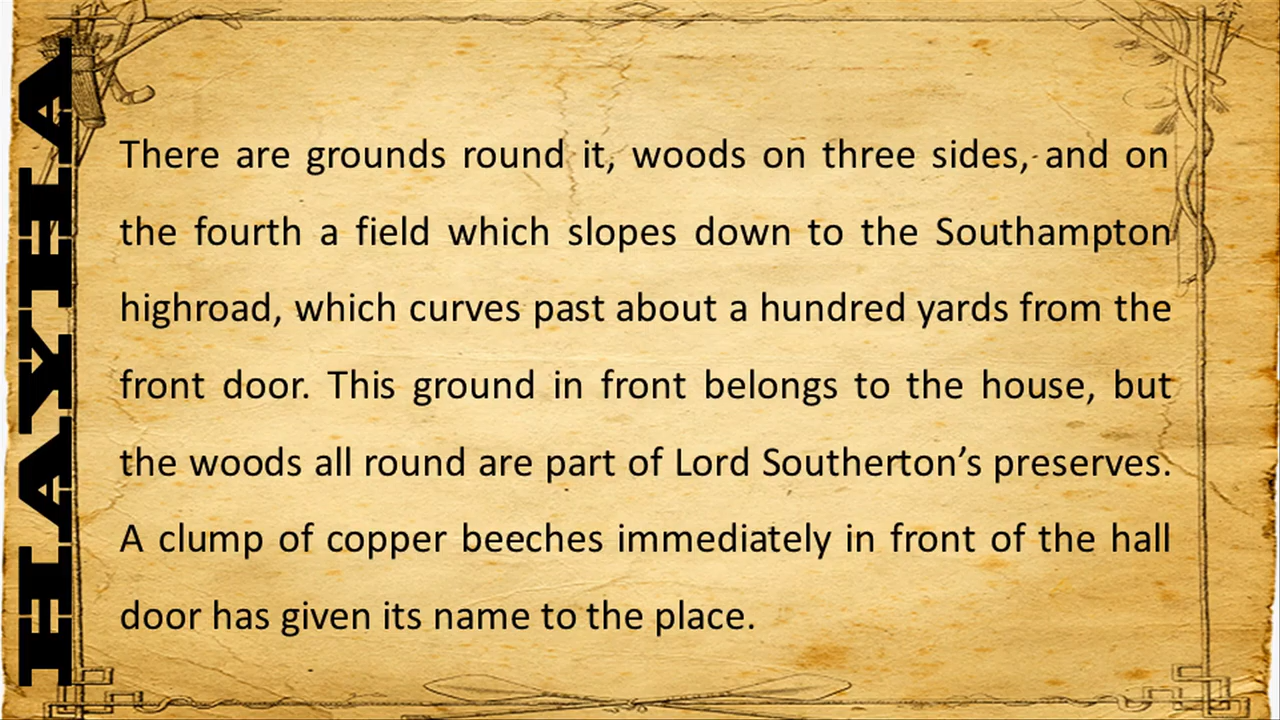 HAYHA
There are grounds round it, woods on three sides, and on
the fourth a field which slopes down to the Southampton
highroad, which curves past about a hundred yards from the
front door. This ground in front belongs to the house, but
the woods all round are part of Lord Southerton’s preserves.
A clump of copper beeches immediately in front of the hall
door has given its name to the place.